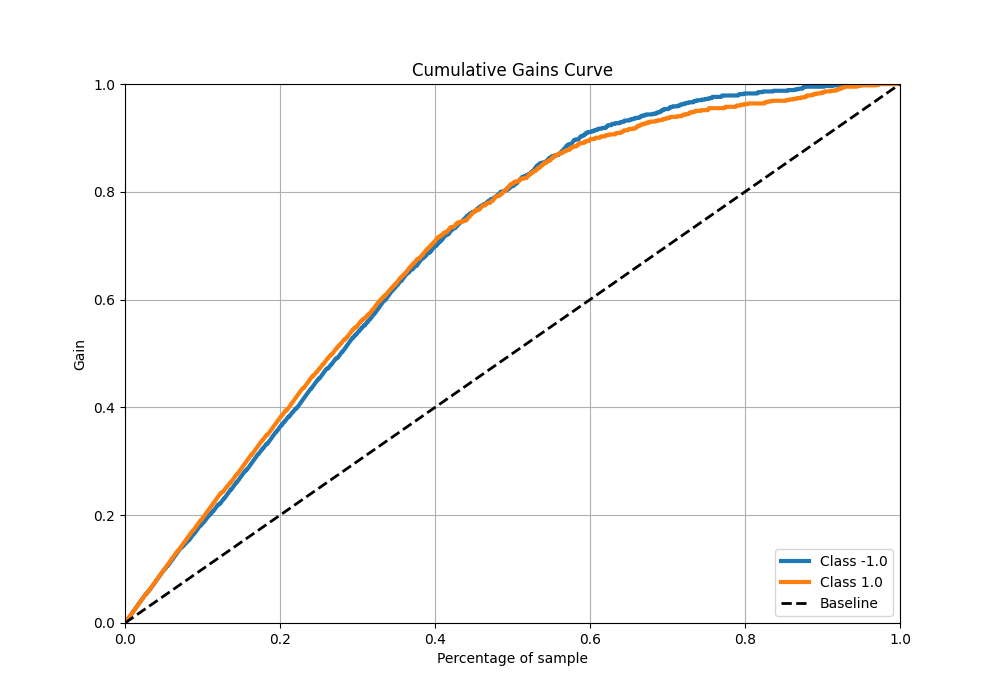 Cumulative Gains Curve
1.0
0.8
0.6
0.4
0.2
0.0
Gain
0.0 0.2 0.4 0.6 0.8 1.0
Percentage of sample
Class -1.0
Class 1.0
Baseline